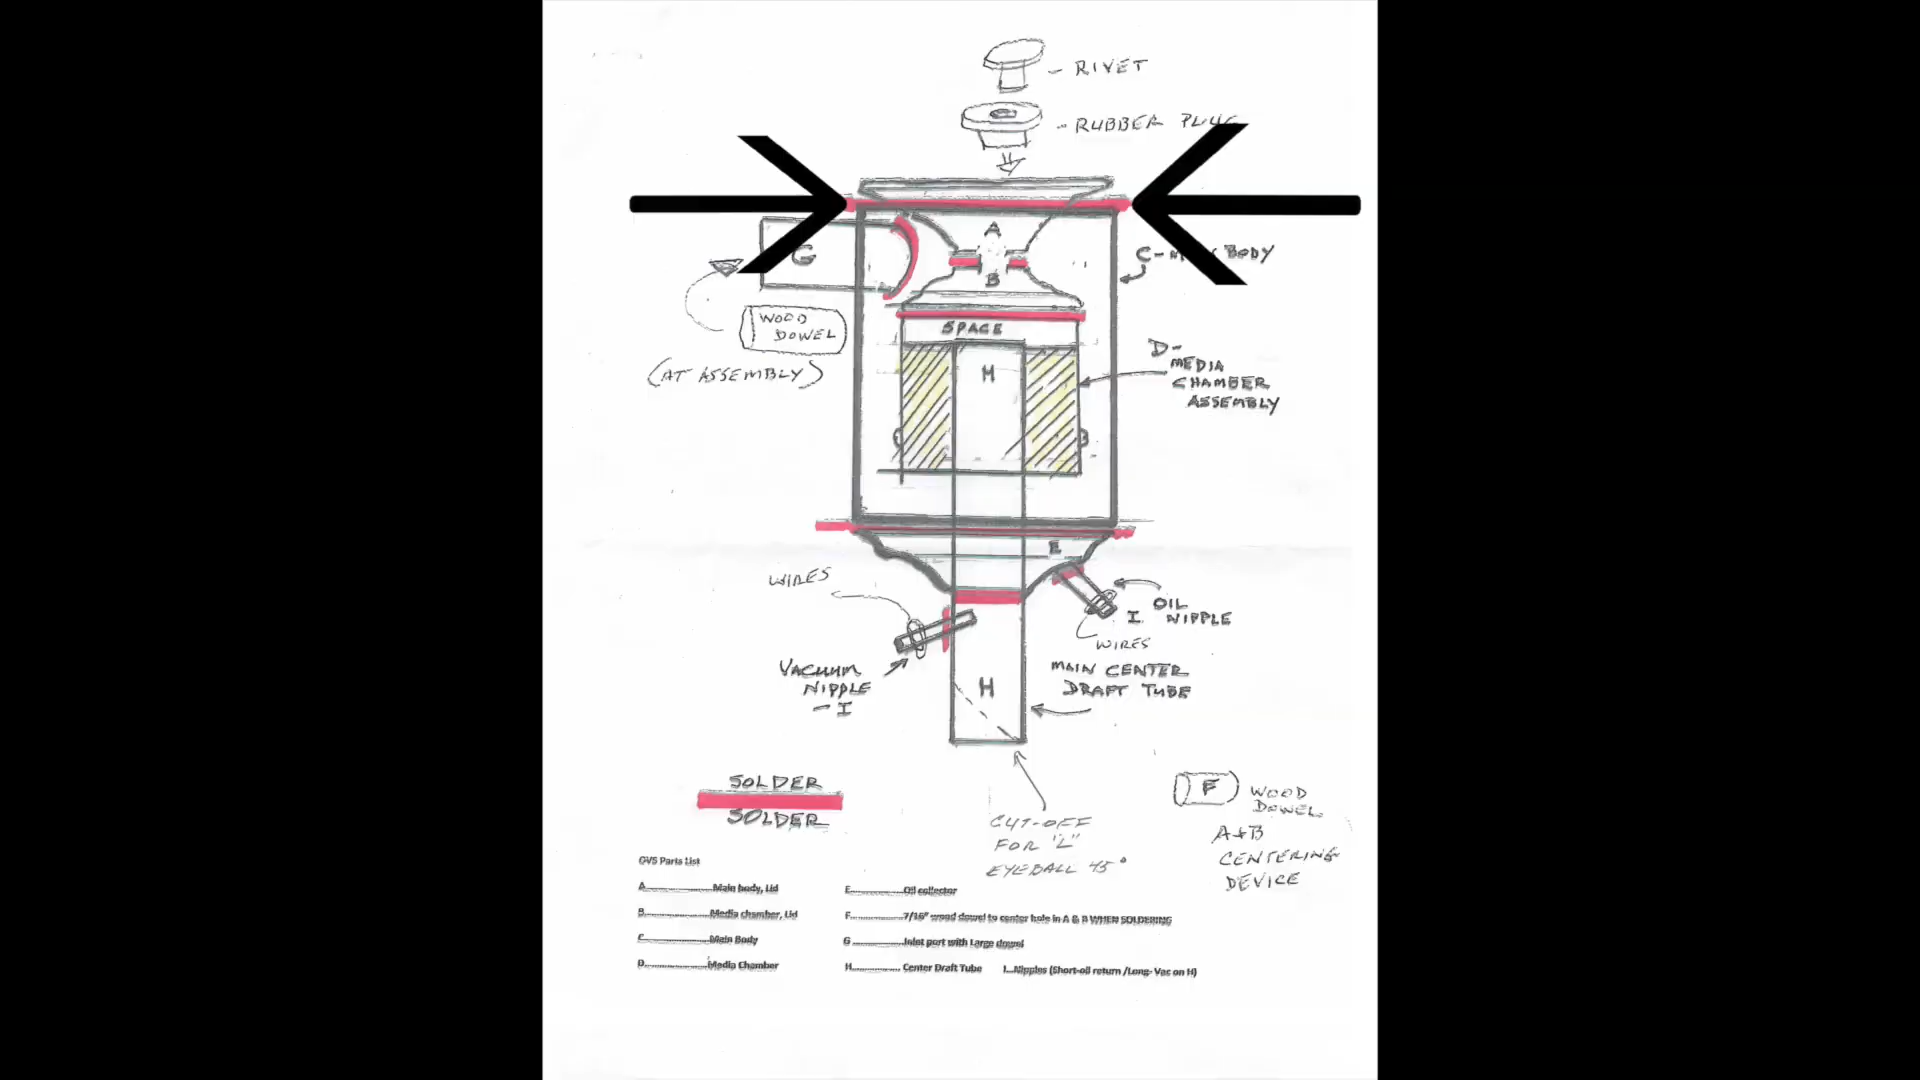 - RIVET
- RUBBER PLUG
A
G
C - MAIN BODY
B
WOOD
DOWEL
SPACE
(AT ASSEMBLY)
H
D-
MEDIA
CHAMBER
ASSEMBLY
E
WIRES
OIL
I. NIPPLE
WIRES
VACUUM
NIPPLE
- I
H
MAIN CENTER
DRAFT TUBE
SOLDER
SOLDER
F
WOOD
DOWEL
A+B
CENTERING
DEVICE
CUT-OFF
FOR "L"
EYEBALL 45°
GVS Parts List
A...................Main body, Lid
B...................Media chamber, Lid
C...................Main Body
D...................Media Chamber
E...............Oil collector
F...............7/16" wood dowel to center hole in A & B WHEN SOLDERING
G ...............Inlet port with Large dowel
H............... Center Draft Tube
I...Nipples (Short-oil return /Long- Vac on H)